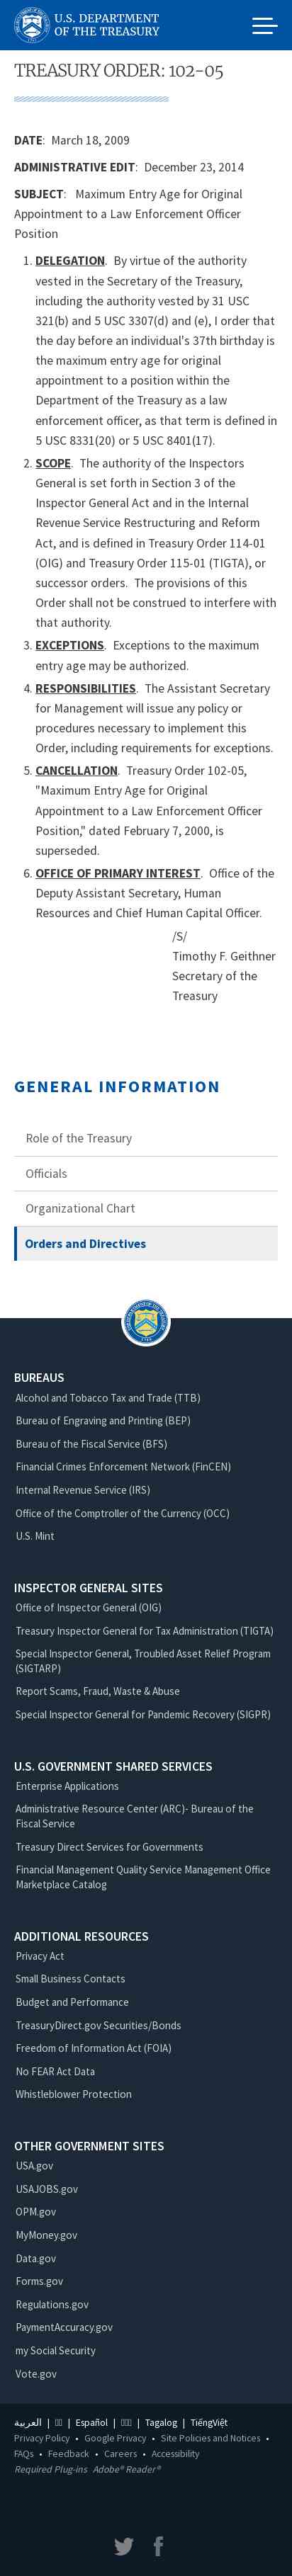 U.S. DEPARTMENT
OF THE TREASURY
TREASURY ORDER: 102-05
DATE:  March 18, 2009
ADMINISTRATIVE EDIT:  December 23, 2014
SUBJECT:   Maximum Entry Age for Original
Appointment to a Law Enforcement Officer
Position
1. DELEGATION.  By virtue of the authority
vested in the Secretary of the Treasury,
including the authority vested by 31 USC
321(b) and 5 USC 3307(d) and (e), I order that
the day before an individual's 37th birthday is
the maximum entry age for original
appointment to a position within the
Department of the Treasury as a law
enforcement officer, as that term is defined in
5 USC 8331(20) or 5 USC 8401(17).
2. SCOPE.  The authority of the Inspectors
General is set forth in Section 3 of the
Inspector General Act and in the Internal
Revenue Service Restructuring and Reform
Act, and is defined in Treasury Order 114-01
(OIG) and Treasury Order 115-01 (TIGTA), or
successor orders.  The provisions of this
Order shall not be construed to interfere with
that authority.
3. EXCEPTIONS.  Exceptions to the maximum
entry age may be authorized.
4. RESPONSIBILITIES.  The Assistant Secretary
for Management will issue any policy or
procedures necessary to implement this
Order, including requirements for exceptions.
5. CANCELLATION.  Treasury Order 102-05,
"Maximum Entry Age for Original
Appointment to a Law Enforcement Officer
Position," dated February 7, 2000, is
superseded.
6. OFFICE OF PRIMARY INTEREST.  Office of the
Deputy Assistant Secretary, Human
Resources and Chief Human Capital Officer.
/S/
Timothy F. Geithner
Secretary of the
Treasury
GENERAL INFORMATION
Role of the Treasury
Officials
Organizational Chart
Orders and Directives
BUREAUS
Alcohol and Tobacco Tax and Trade (TTB)
Bureau of Engraving and Printing (BEP)
Bureau of the Fiscal Service (BFS)
Financial Crimes Enforcement Network (FinCEN)
Internal Revenue Service (IRS)
Office of the Comptroller of the Currency (OCC)
U.S. Mint
INSPECTOR GENERAL SITES
Office of Inspector General (OIG)
Treasury Inspector General for Tax Administration (TIGTA)
Special Inspector General, Troubled Asset Relief Program
(SIGTARP)
Report Scams, Fraud, Waste & Abuse
Special Inspector General for Pandemic Recovery (SIGPR)
U.S. GOVERNMENT SHARED SERVICES
Enterprise Applications
Administrative Resource Center (ARC)- Bureau of the
Fiscal Service
Treasury Direct Services for Governments
Financial Management Quality Service Management Office
Marketplace Catalog
ADDITIONAL RESOURCES
Privacy Act
Small Business Contacts
Budget and Performance
TreasuryDirect.gov Securities/Bonds
Freedom of Information Act (FOIA)
No FEAR Act Data
Whistleblower Protection
OTHER GOVERNMENT SITES
USA.gov
USAJOBS.gov
OPM.gov
MyMoney.gov
Data.gov
Forms.gov
Regulations.gov
PaymentAccuracy.gov
my Social Security
Vote.gov
العربية | | Español | | Tagalog | TiếngViệt
Privacy Policy • Google Privacy • Site Policies and Notices •
FAQs • Feedback • Careers • Accessibility
Required Plug-ins Adobe® Reader®